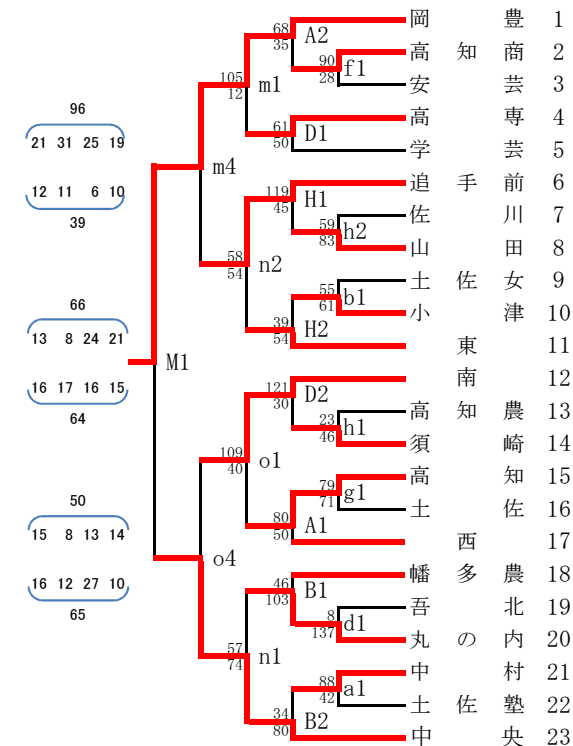 岡 豊 1
高 知 商 2
安 芸 3
高 専 4
学 芸 5
追 手 前 6
佐 川 7
山 田 8
土 佐 女 9
小 津 10
東 11
南 12
高 知 農 13
須 崎 14
高 知 15
土 佐 16
西 17
幡 多 農 18
吾 北 19
丸 の 内 20
中 村 21
土 佐 塾 22
中 央 23
68
35
A2
90
28
f1
105
12
m1
61
50
D1
m4
119
45
H1
59
83
h2
58
54
n2
55
61
b1
39
54
H2
M1
121
30
D2
23
46
h1
109
40
o1
79
71
g1
80
50
A1
o4
46
103
B1
8
137
d1
57
74
n1
88
42
a1
34
80
B2
96
21 31 25 19
12 11 6 10
39
66
13 8 24 21
16 17 16 15
64
50
15 8 13 14
16 12 27 10
65